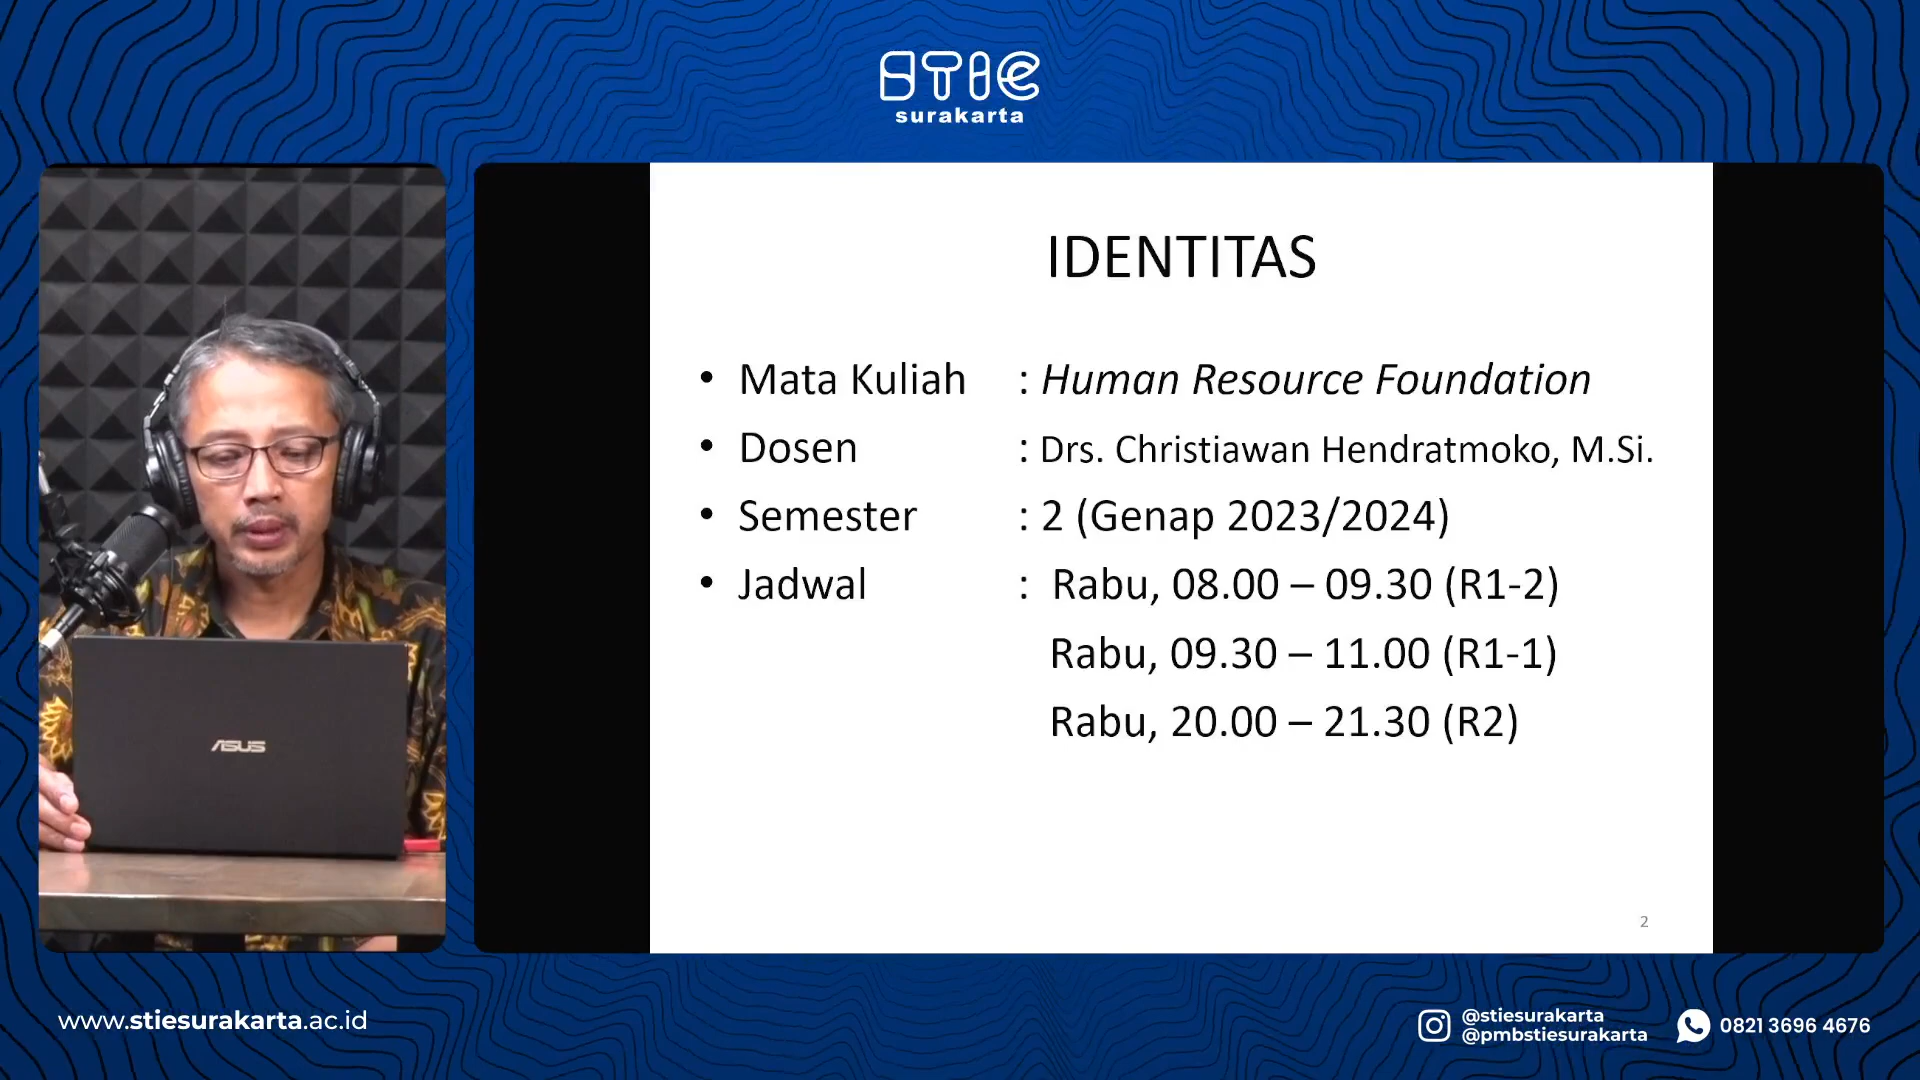 STIE
surakarta
IDENTITAS
• Mata Kuliah : Human Resource Foundation
• Dosen : Drs. Christiawan Hendratmoko, M.Si.
• Semester : 2 (Genap 2023/2024)
• Jadwal : Rabu, 08.00 – 09.30 (R1-2)
Rabu, 09.30 – 11.00 (R1-1)
Rabu, 20.00 – 21.30 (R2)
2
ASUS
www.stiesurakarta.ac.id
@stiesurakarta
@pmbstiesurakarta
0821 3696 4676